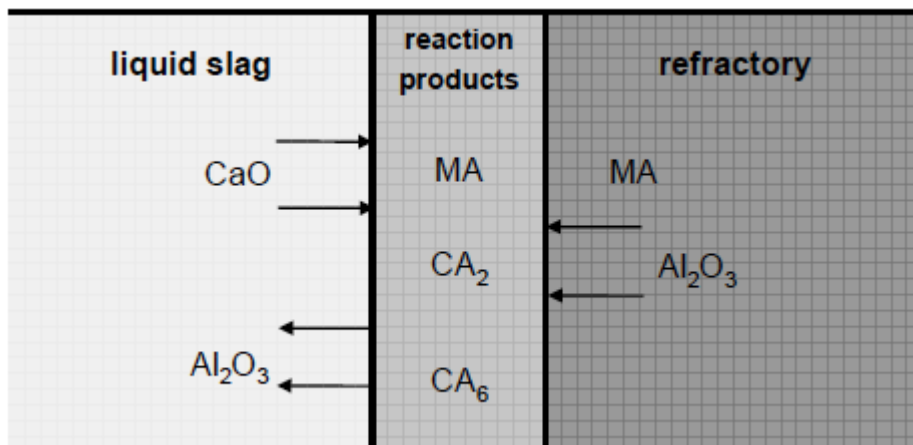 liquid slag
reaction
products
refractory
CaO
MA
MA
CA₂
Al₂O₃
Al₂O₃
CA₆